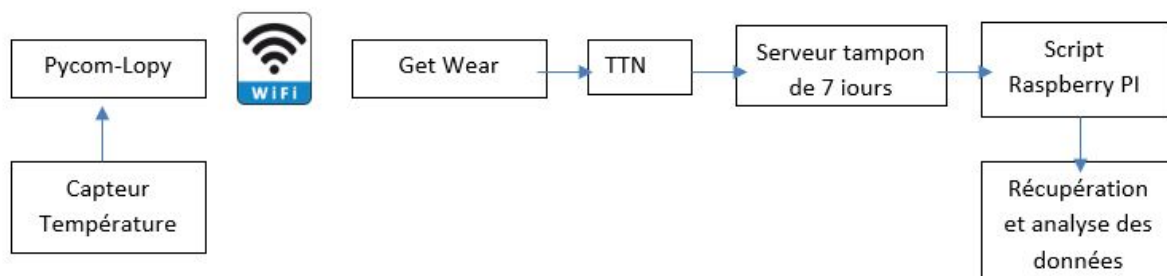 Pycom-Lopy
WiFi
Get Wear
TTN
Serveur tampon
de 7 iours
Script
Raspberry PI
Capteur
Température
Récupération
et analyse des
données